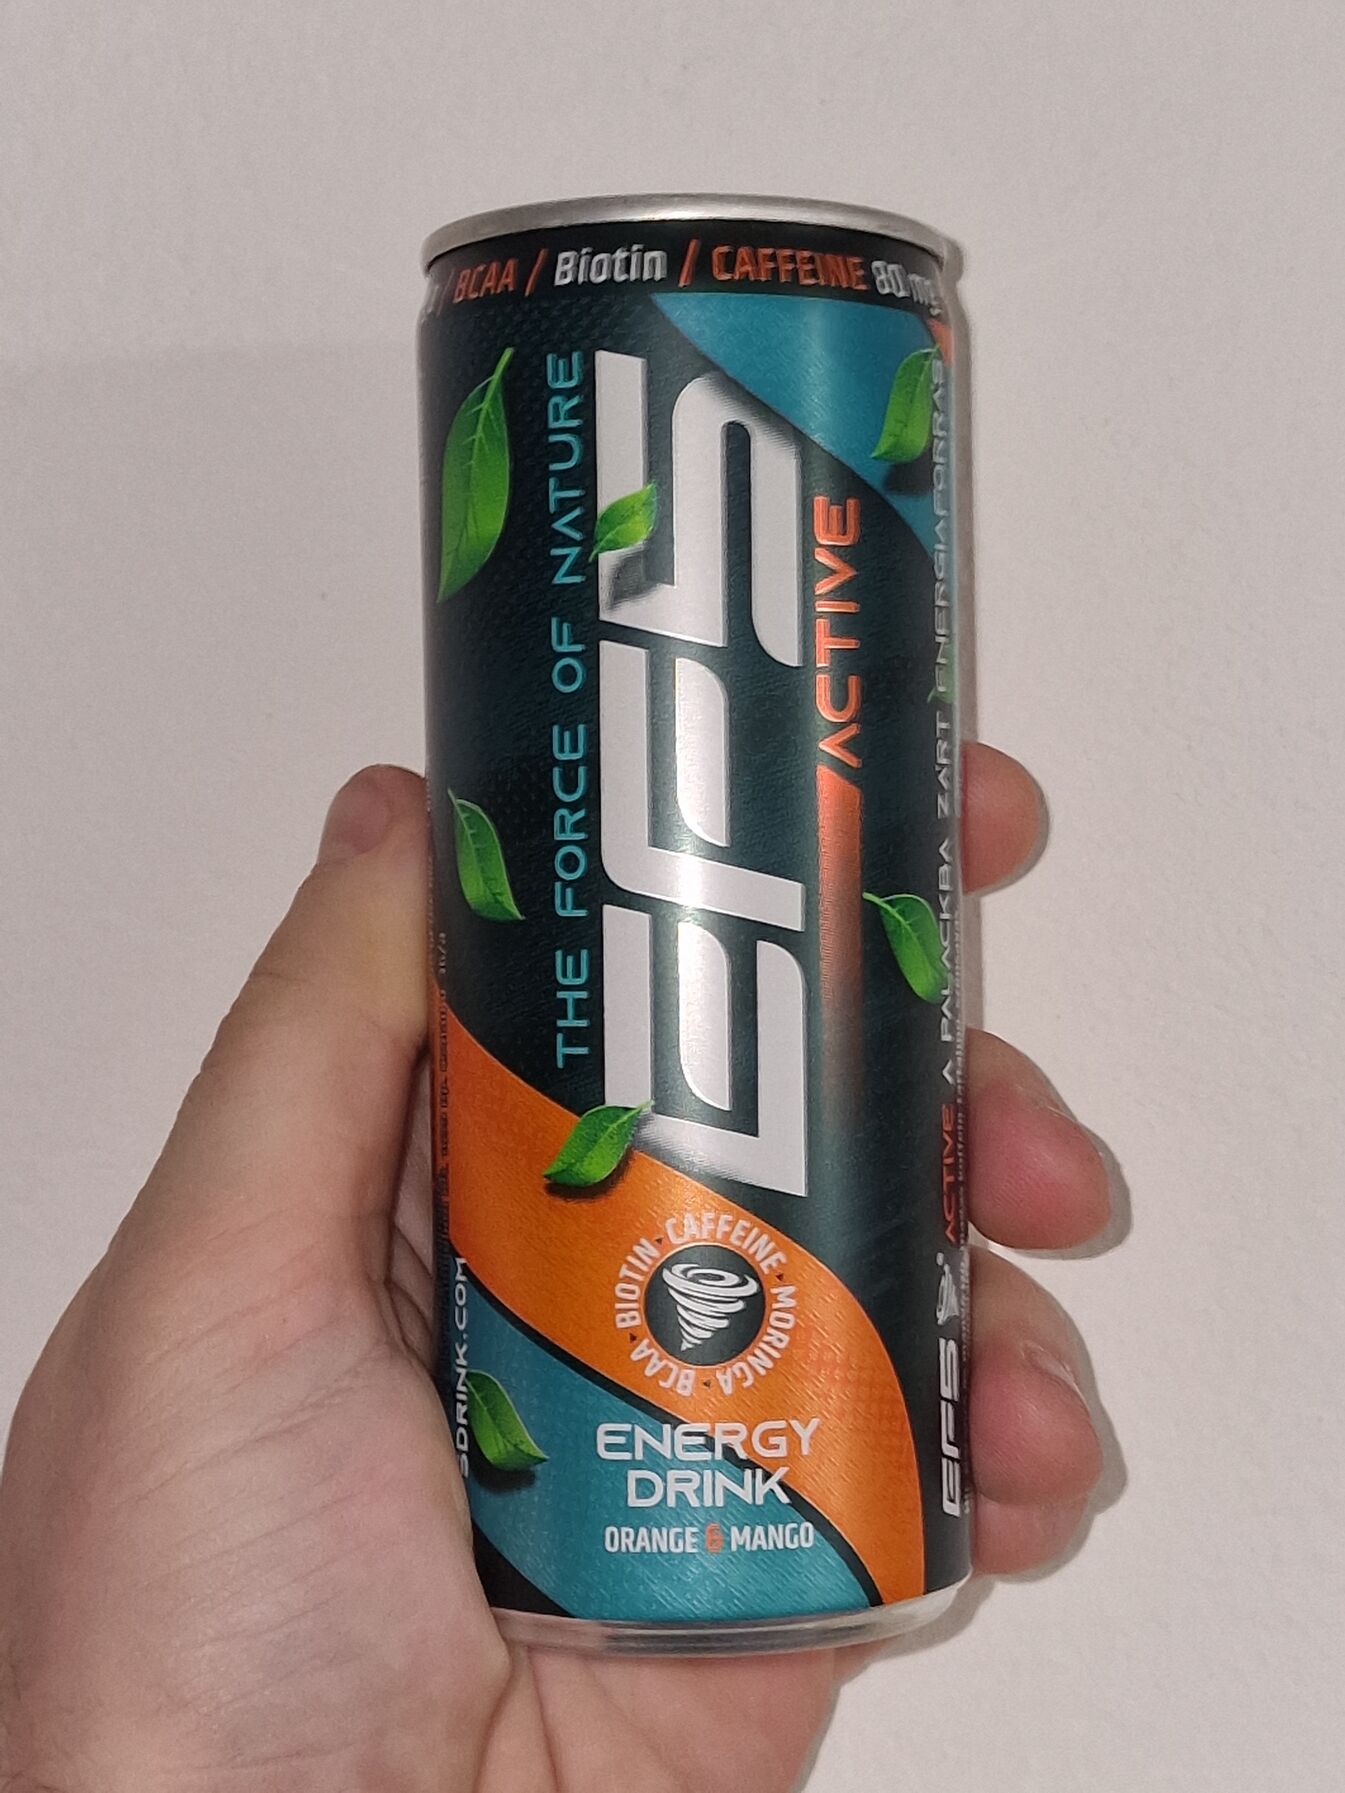 / BCAA / Biotin / CAFFEINE 80 mg
THE FORCE OF NATURE
EFS
ACTIVE
BIOTIN • CAFFEINE • MORINGA • BCAA
ENERGY
DRINK
ORANGE & MANGO
SDRINK.COM
EFS ACTIVE A PALACKBA ZÁRT ENERGIAFORRÁS